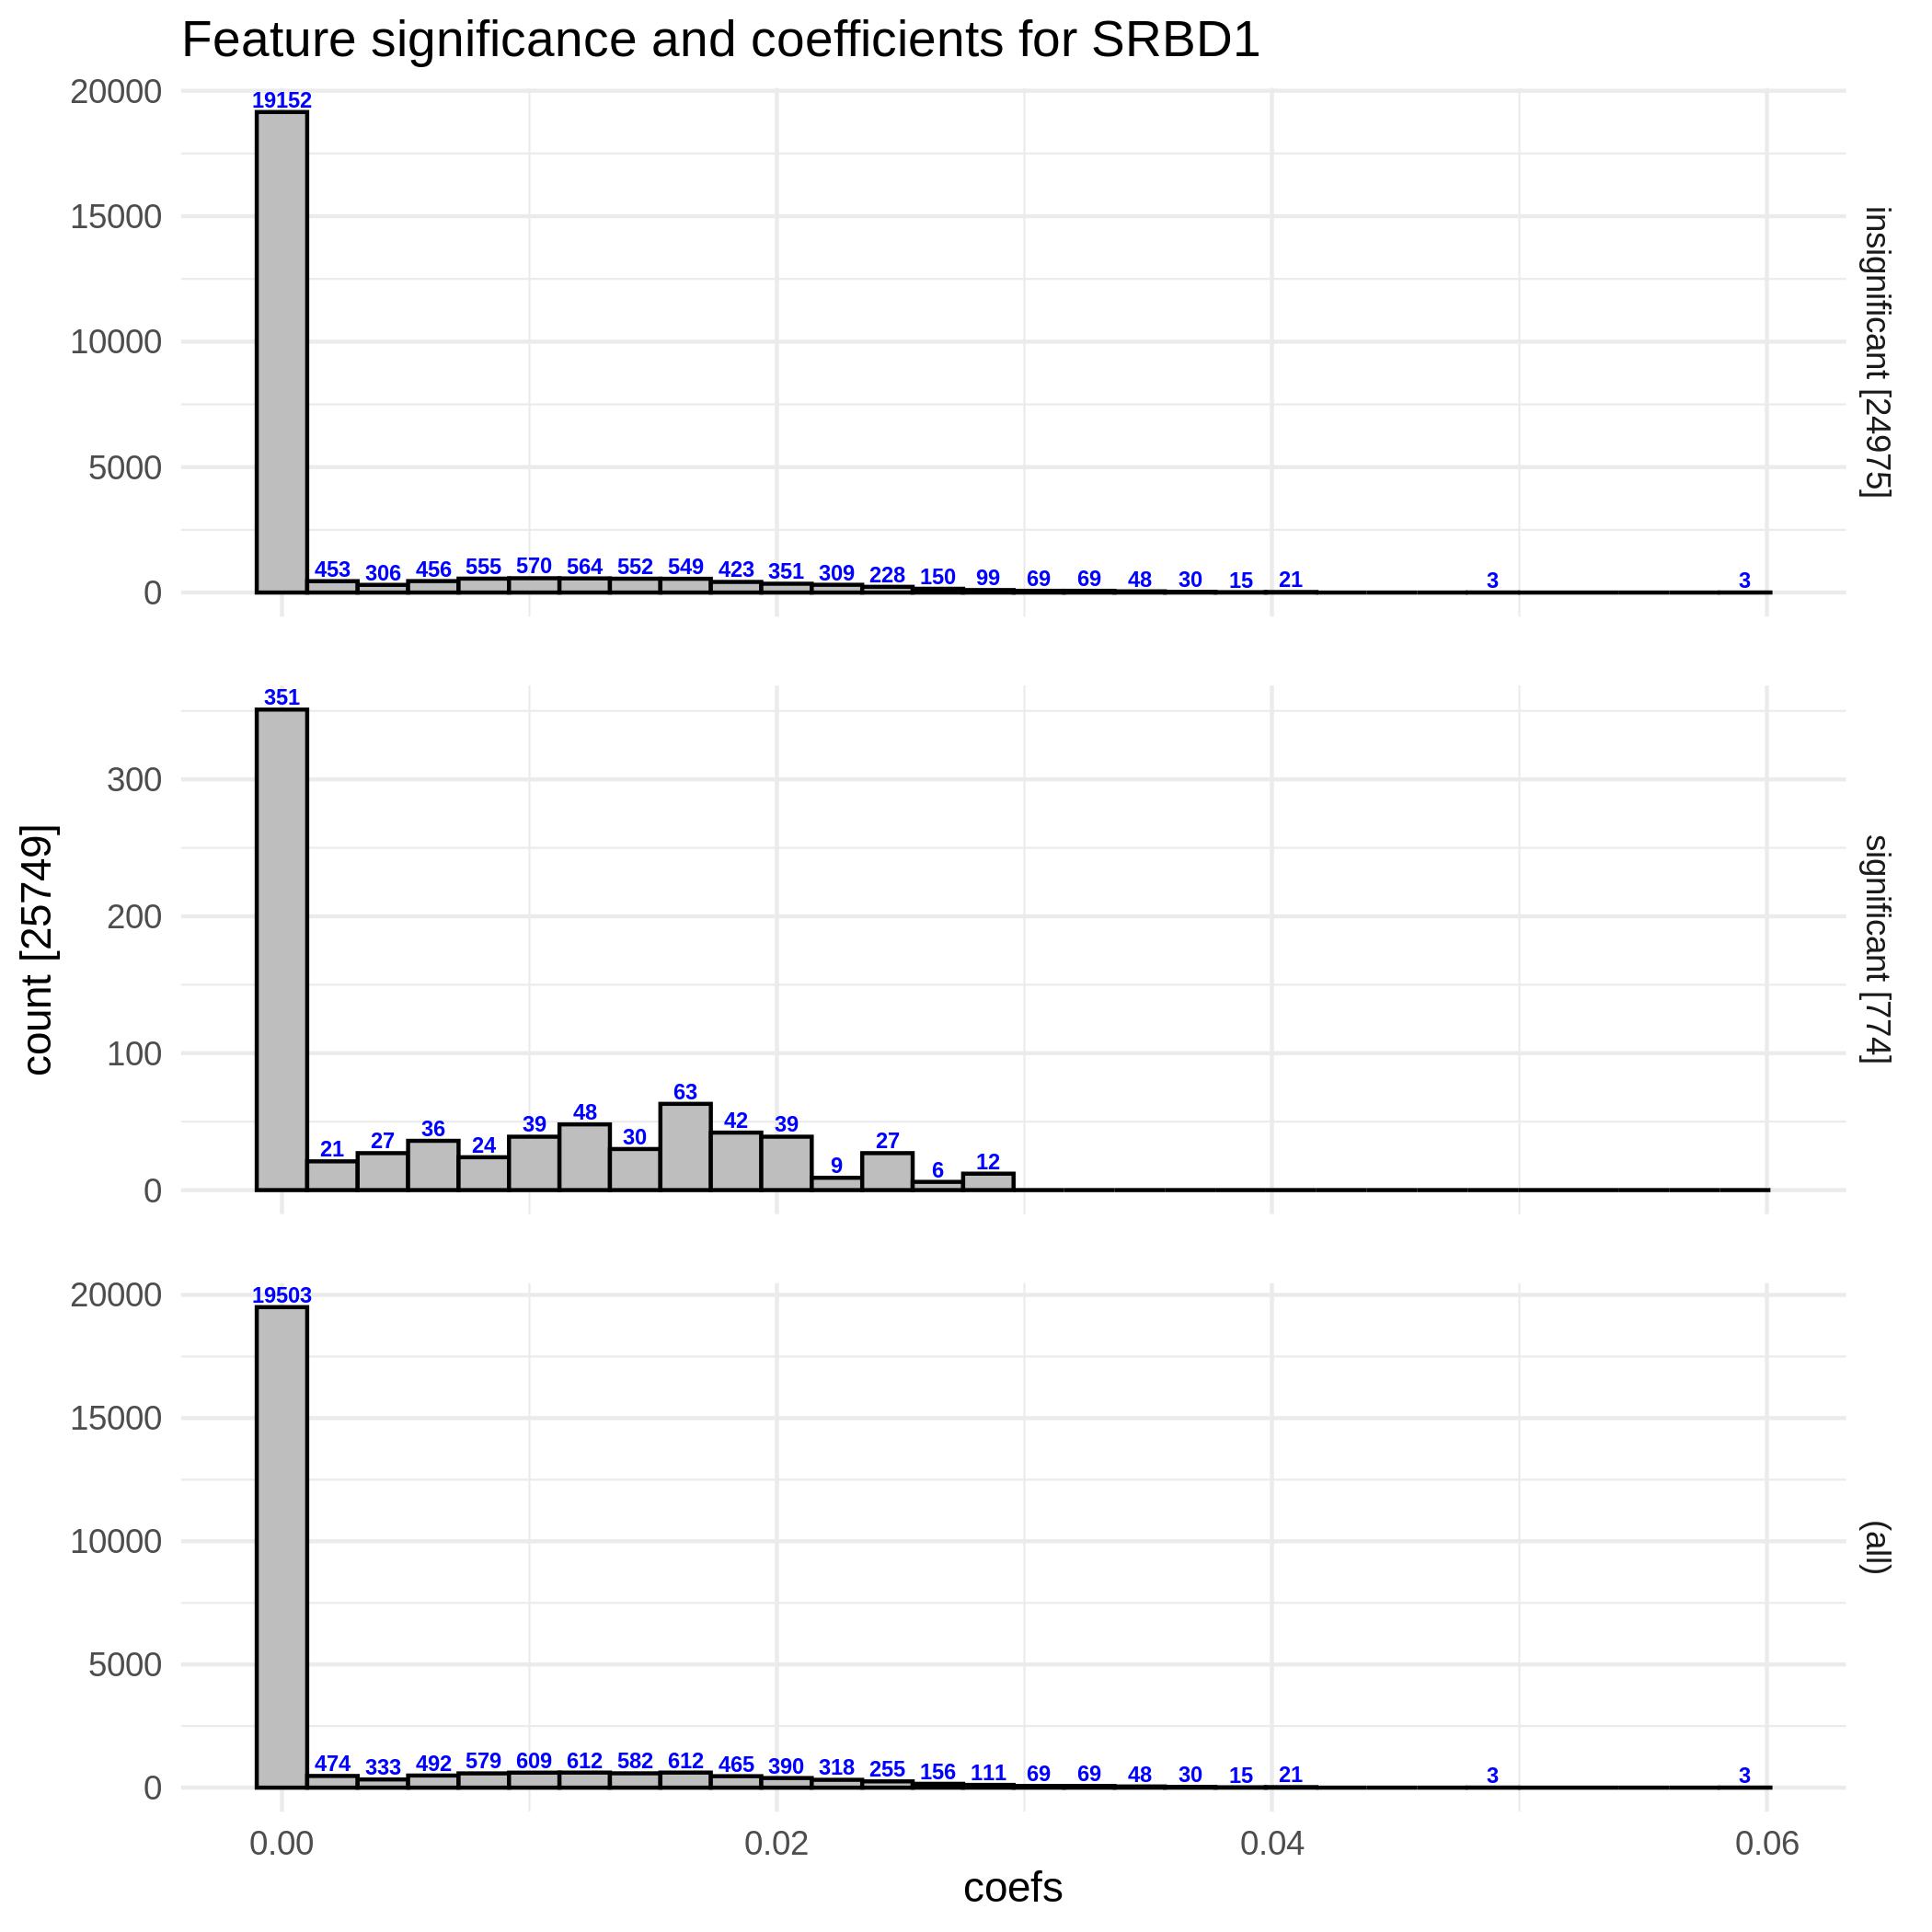 Feature significance and coefficients for SRBD1
20000
15000
10000
5000
0
19152
453 306 456 555 570 564 552 549 423 351 309 228 150 99 69 69 48 30 15 21 3 3
insignificant [24975]
count [25749]
300
200
100
0
351
21 27 36 24 39 48 30 63 42 39 9 27 6 12
significant [774]
20000
15000
10000
5000
0
19503
474 333 492 579 609 612 582 612 465 390 318 255 156 111 69 69 48 30 15 21 3 3
(all)
0.00 0.02 0.04 0.06
coefs